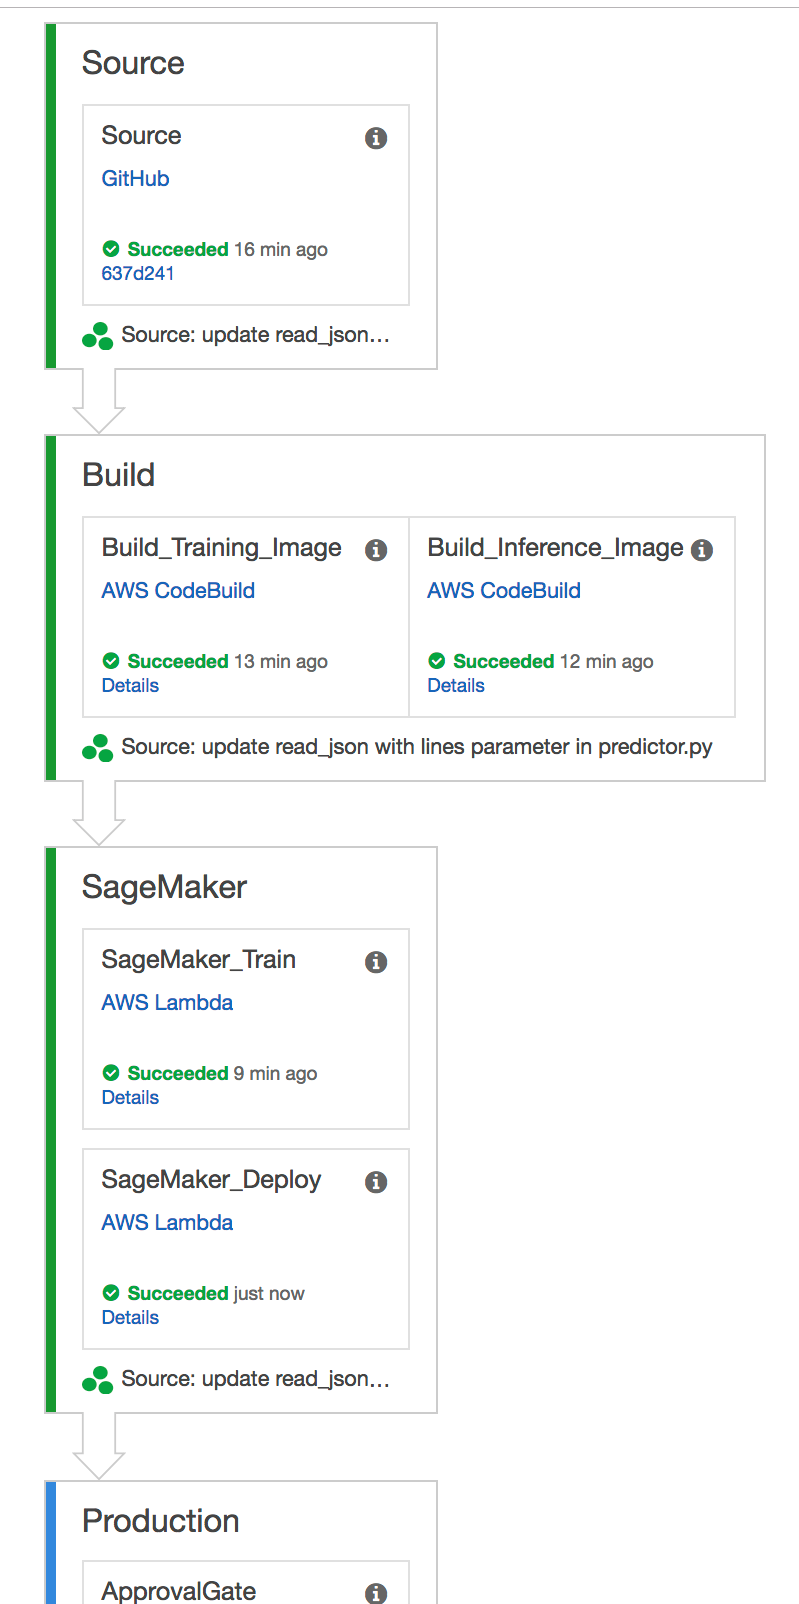 Source
Source
GitHub
Succeeded 16 min ago
637d241
Source: update read_json...
Build
Build_Training_Image
AWS CodeBuild
Succeeded 13 min ago
Details
Build_Inference_Image
AWS CodeBuild
Succeeded 12 min ago
Details
Source: update read_json with lines parameter in predictor.py
SageMaker
SageMaker_Train
AWS Lambda
Succeeded 9 min ago
Details
SageMaker_Deploy
AWS Lambda
Succeeded just now
Details
Source: update read_json...
Production
ApprovalGate